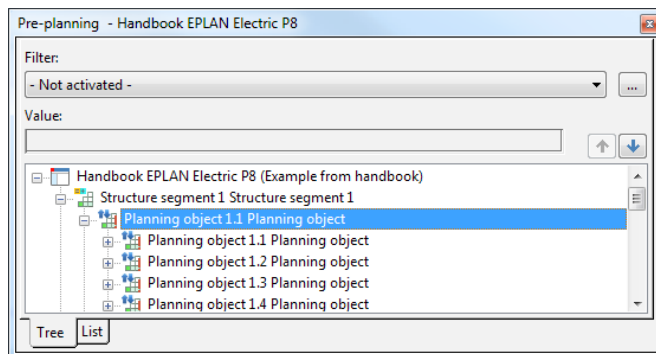 Pre-planning - Handbook EPLAN Electric P8
Filter:
- Not activated -
...
Value:
Handbook EPLAN Electric P8 (Example from handbook)
Structure segment 1 Structure segment 1
Planning object 1.1 Planning object
Planning object 1.1 Planning object
Planning object 1.2 Planning object
Planning object 1.3 Planning object
Planning object 1.4 Planning object
Tree List